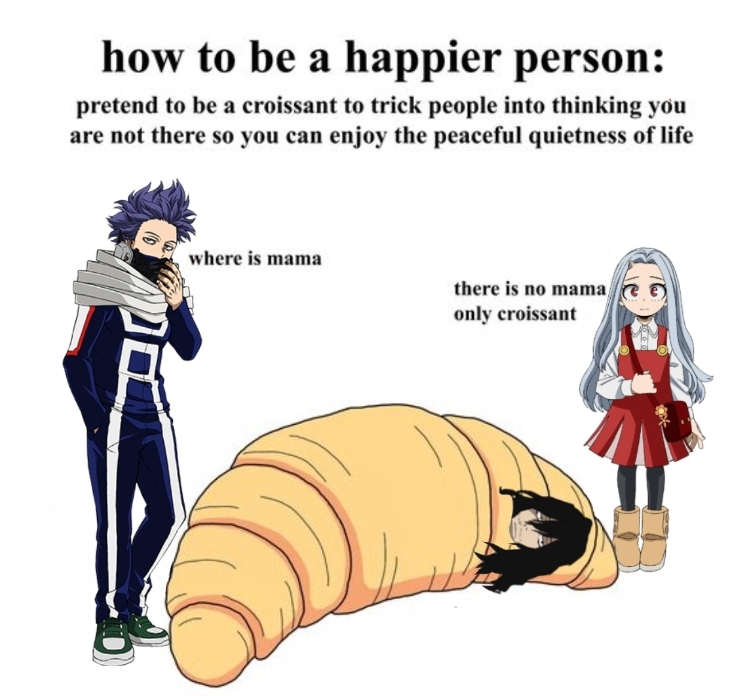 how to be a happier person:
pretend to be a croissant to trick people into thinking you
are not there so you can enjoy the peaceful quietness of life
where is mama
there is no mama
only croissant